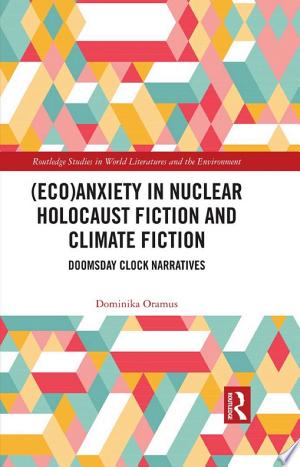 Routledge Studies in World Literatures and the Environment
(ECO)ANXIETY IN NUCLEAR
HOLOCAUST FICTION AND
CLIMATE FICTION
DOOMSDAY CLOCK NARRATIVES
Dominika Oramus
ROUTLEDGE